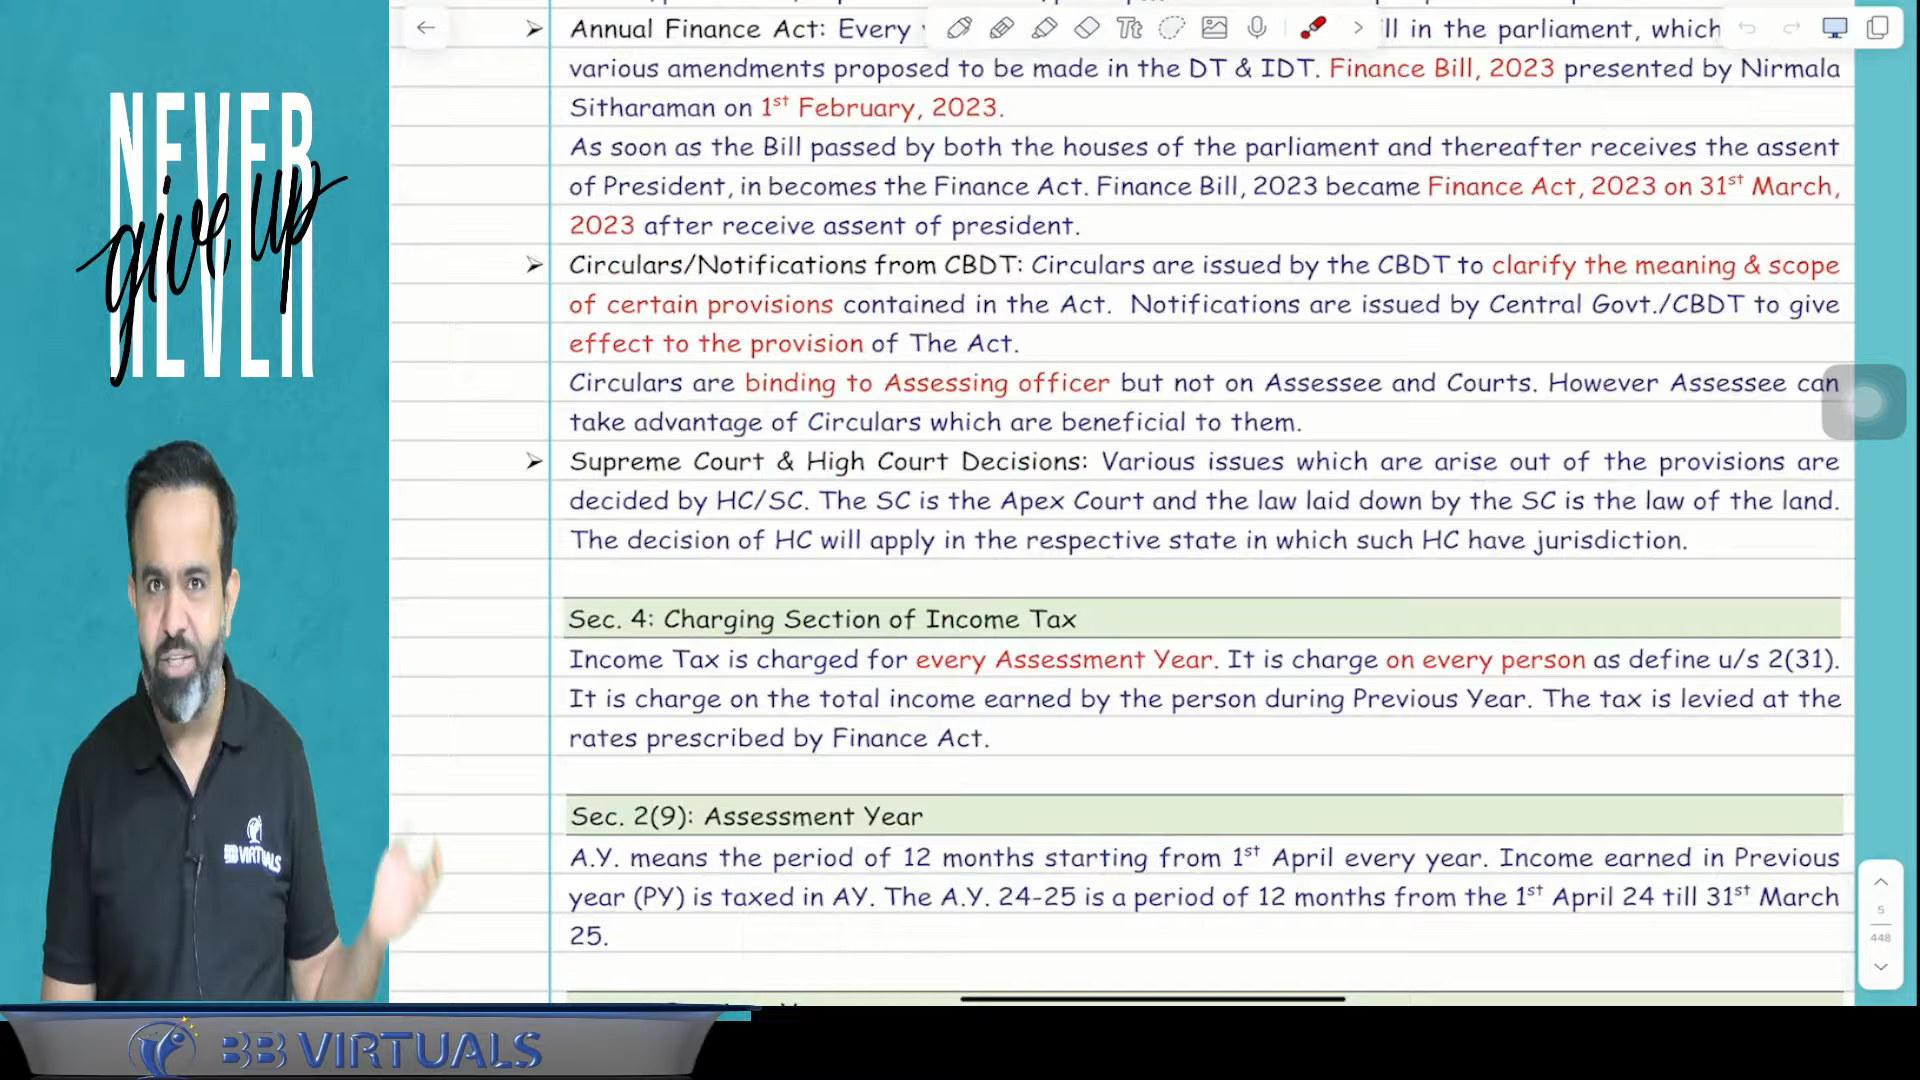 NEVER
give up
NEVER
Annual Finance Act: Every
ll in the parliament, which
various amendments proposed to be made in the DT & IDT. Finance Bill, 2023 presented by Nirmala
Sitharaman on 1st February, 2023.
As soon as the Bill passed by both the houses of the parliament and thereafter receives the assent
of President, in becomes the Finance Act. Finance Bill, 2023 became Finance Act, 2023 on 31st March,
2023 after receive assent of president.
Circulars/Notifications from CBDT: Circulars are issued by the CBDT to clarify the meaning & scope
of certain provisions contained in the Act. Notifications are issued by Central Govt./CBDT to give
effect to the provision of The Act.
Circulars are binding to Assessing officer but not on Assessee and Courts. However Assessee can
take advantage of Circulars which are beneficial to them.
Supreme Court & High Court Decisions: Various issues which are arise out of the provisions are
decided by HC/SC. The SC is the Apex Court and the law laid down by the SC is the law of the land.
The decision of HC will apply in the respective state in which such HC have jurisdiction.
Sec. 4: Charging Section of Income Tax
Income Tax is charged for every Assessment Year. It is charge on every person as define u/s 2(31).
It is charge on the total income earned by the person during Previous Year. The tax is levied at the
rates prescribed by Finance Act.
Sec. 2(9): Assessment Year
A.Y. means the period of 12 months starting from 1st April every year. Income earned in Previous
year (PY) is taxed in AY. The A.Y. 24-25 is a period of 12 months from the 1st April 24 till 31st March
25.
5
448
BB VIRTUALS
BB VIRTUALS